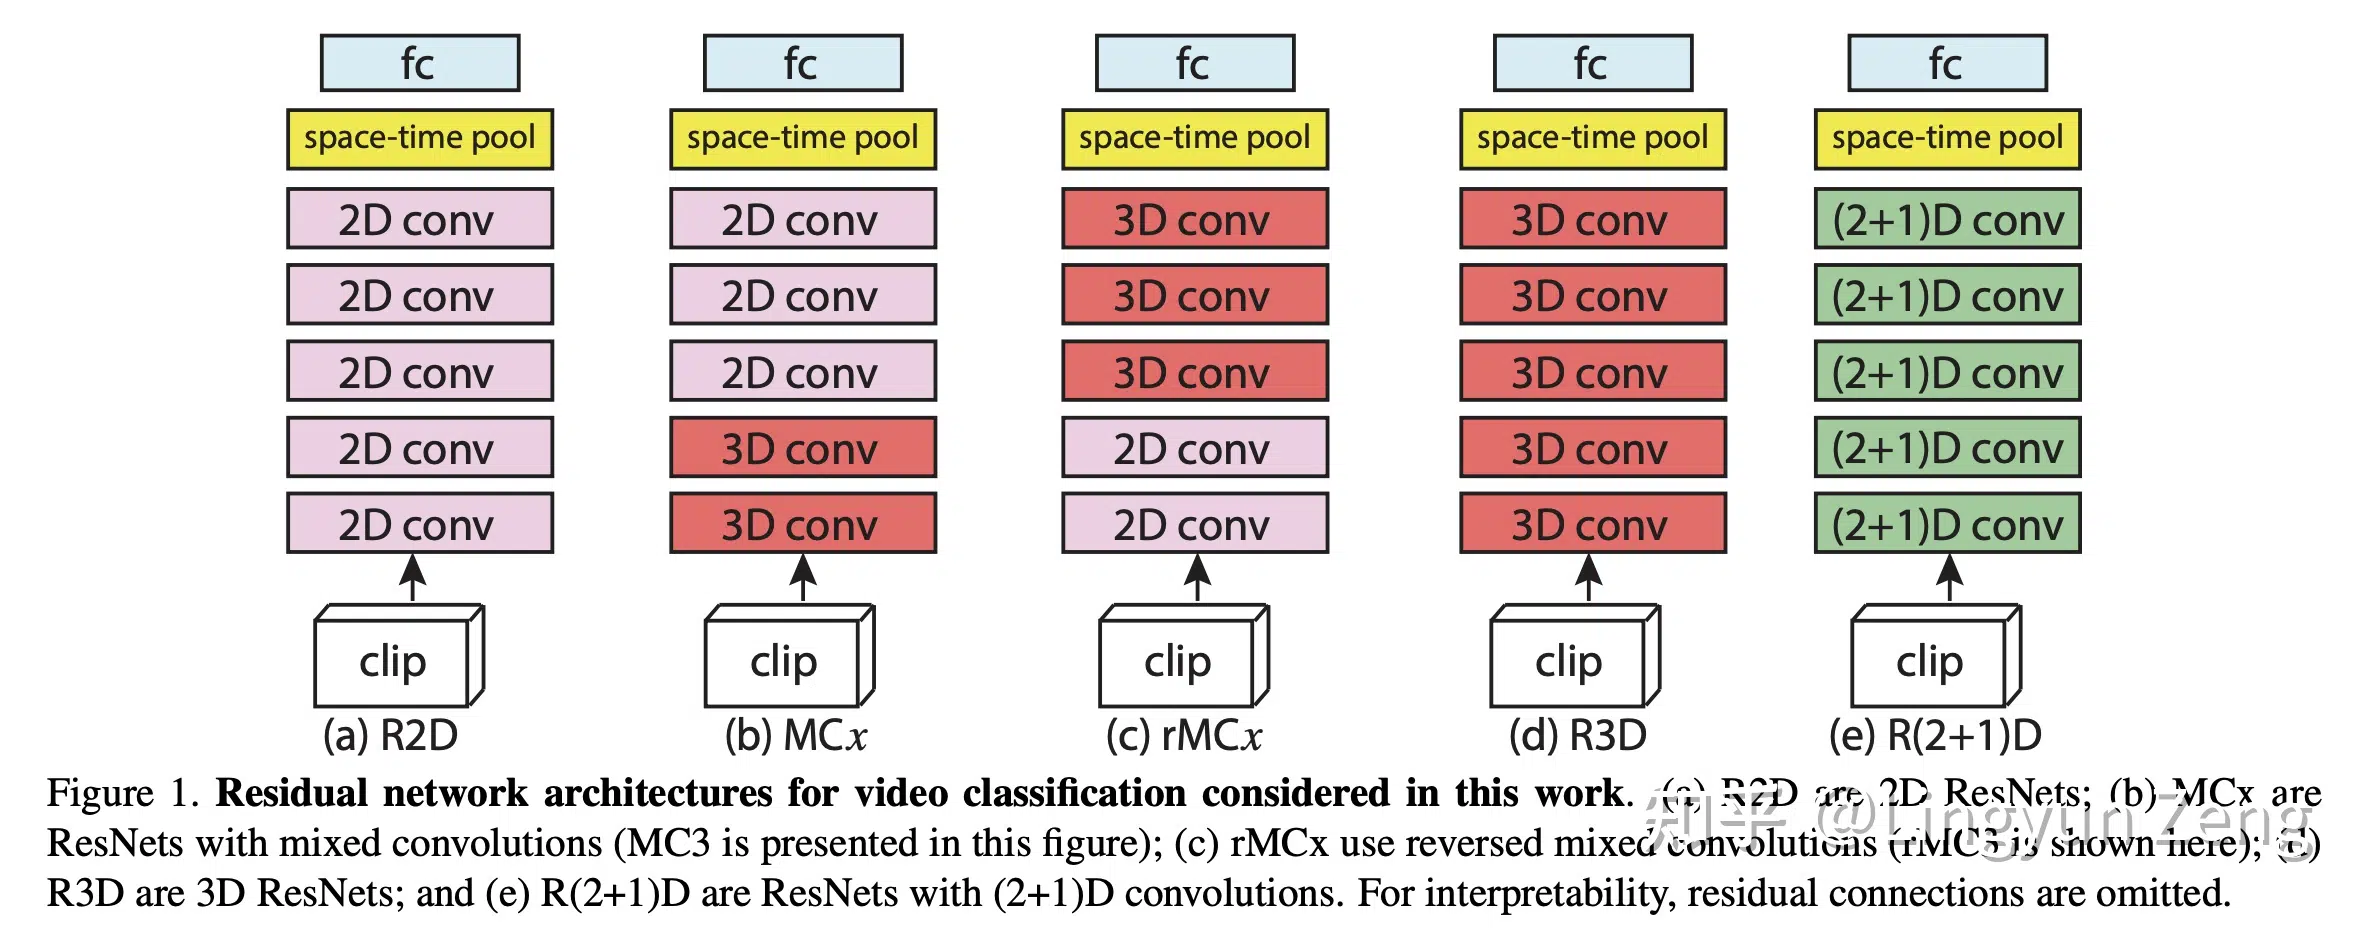 fc fc fc fc fc
space-time pool space-time pool space-time pool space-time pool space-time pool
2D conv 2D conv 3D conv 3D conv (2+1)D conv
2D conv 2D conv 3D conv 3D conv (2+1)D conv
2D conv 2D conv 3D conv 3D conv (2+1)D conv
2D conv 3D conv 2D conv 3D conv (2+1)D conv
2D conv 3D conv 2D conv 3D conv (2+1)D conv
clip clip clip clip clip
(a) R2D (b) MCx (c) rMCx (d) R3D (e) R(2+1)D
Figure 1. Residual network architectures for video classification considered in this work. (a) R2D are 2D ResNets; (b) MCx are
ResNets with mixed convolutions (MC3 is presented in this figure); (c) rMCx use reversed mixed convolutions (rMC3 is shown here); (d)
R3D are 3D ResNets; and (e) R(2+1)D are ResNets with (2+1)D convolutions. For interpretability, residual connections are omitted.
知乎 @Lingyun Zeng